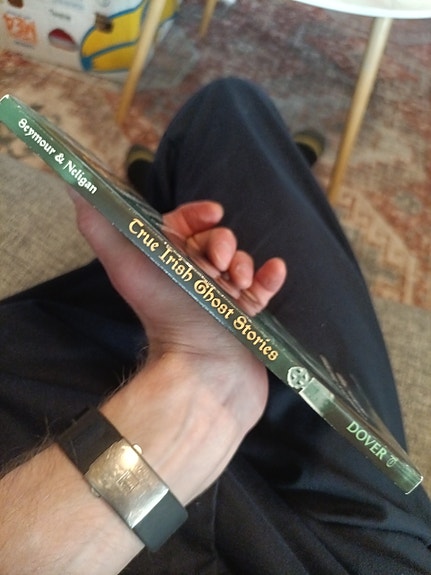 Seymour & Neligan
True Irish Ghost Stories
DOVER